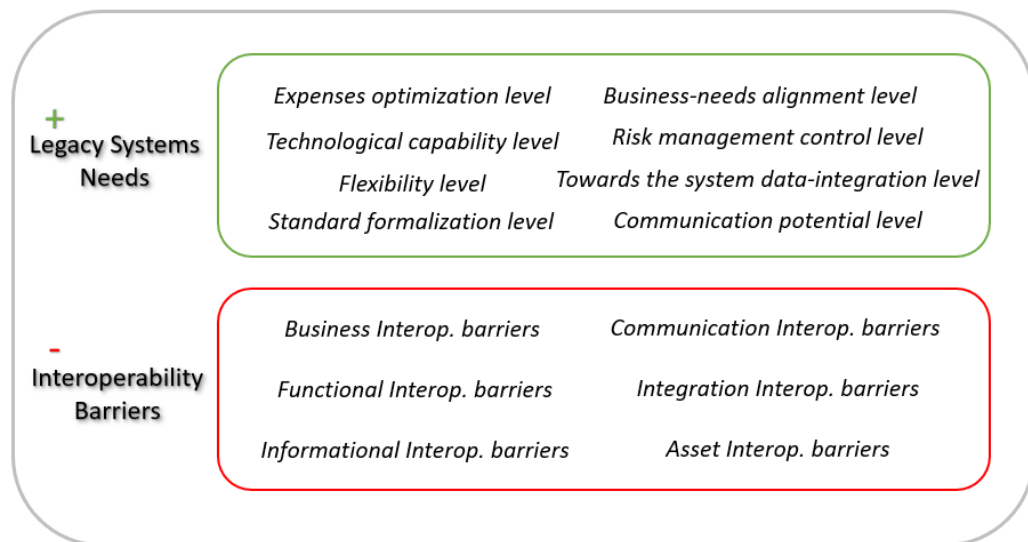 +
Legacy Systems
Needs
Expenses optimization level
Business-needs alignment level
Technological capability level
Risk management control level
Flexibility level
Towards the system data-integration level
Standard formalization level
Communication potential level
-
Interoperability
Barriers
Business Interop. barriers
Communication Interop. barriers
Functional Interop. barriers
Integration Interop. barriers
Informational Interop. barriers
Asset Interop. barriers